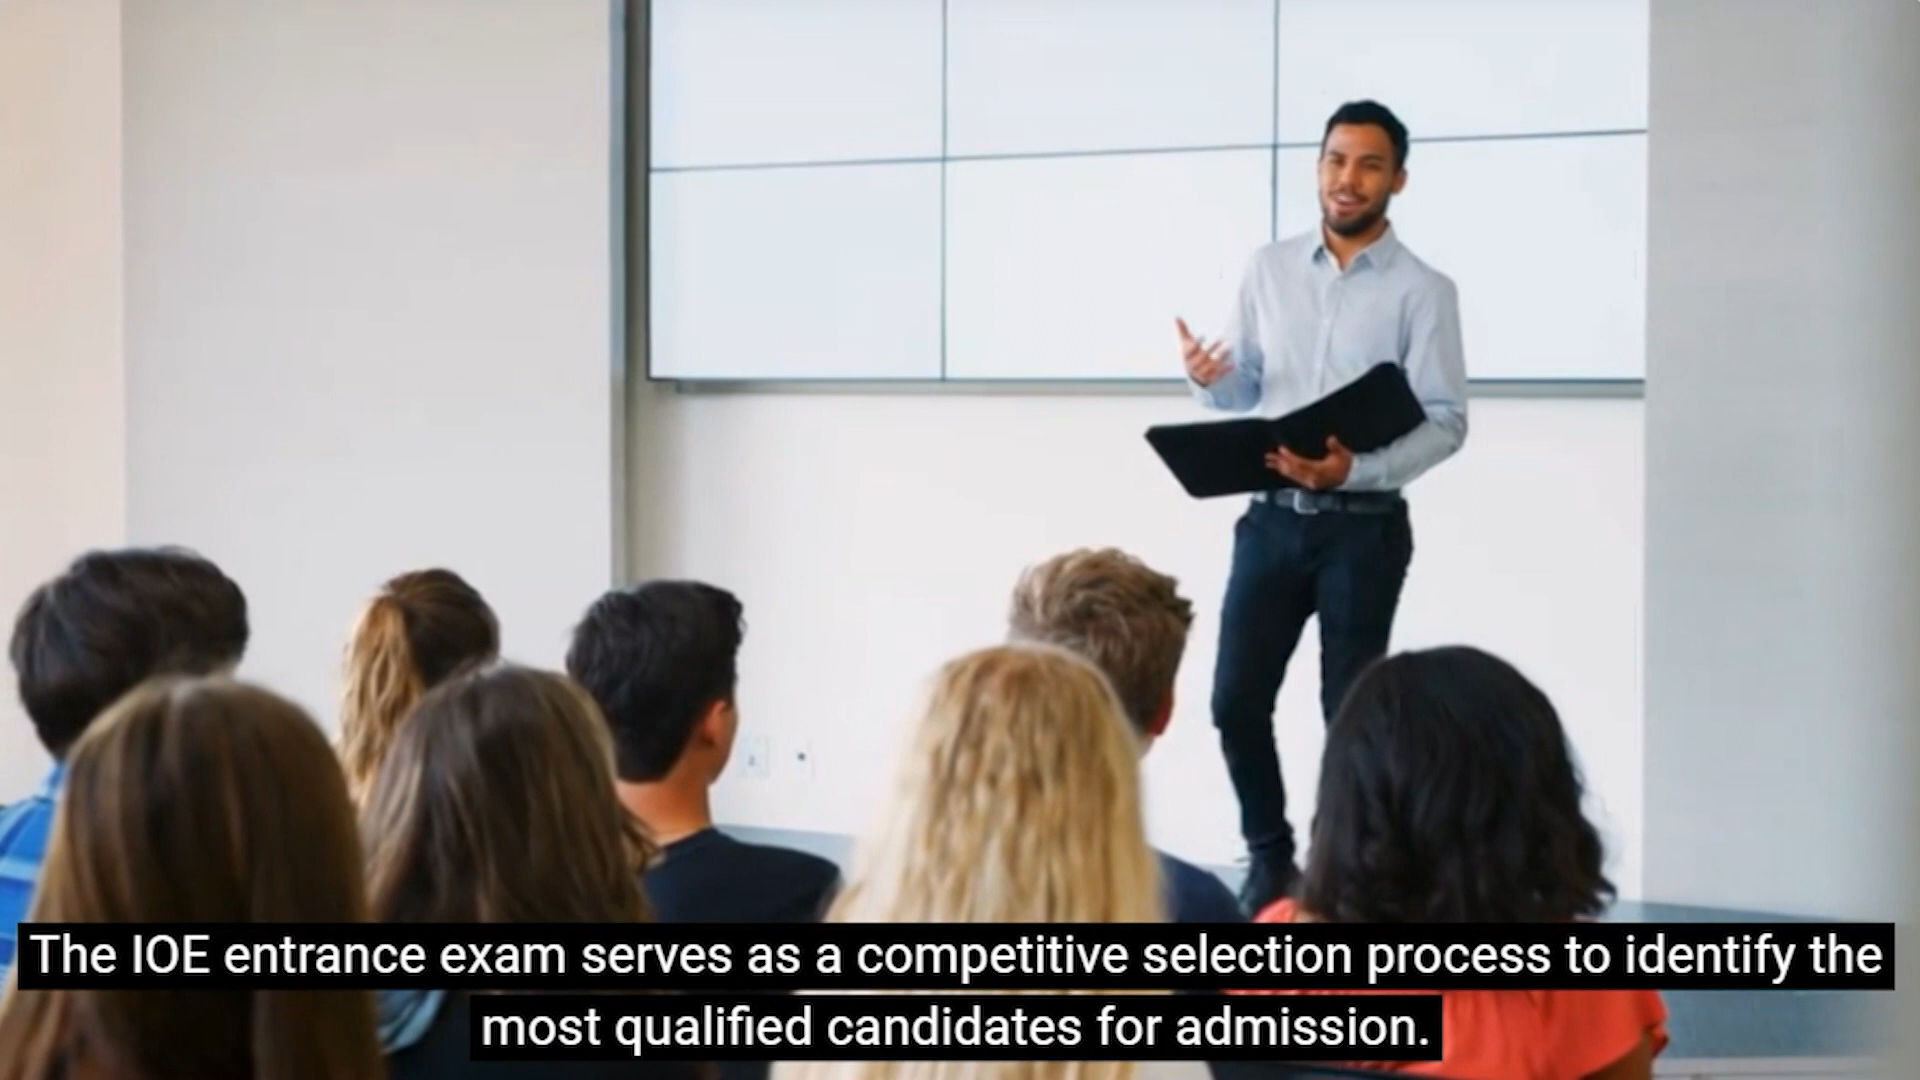 The IOE entrance exam serves as a competitive selection process to identify the
most qualified candidates for admission.